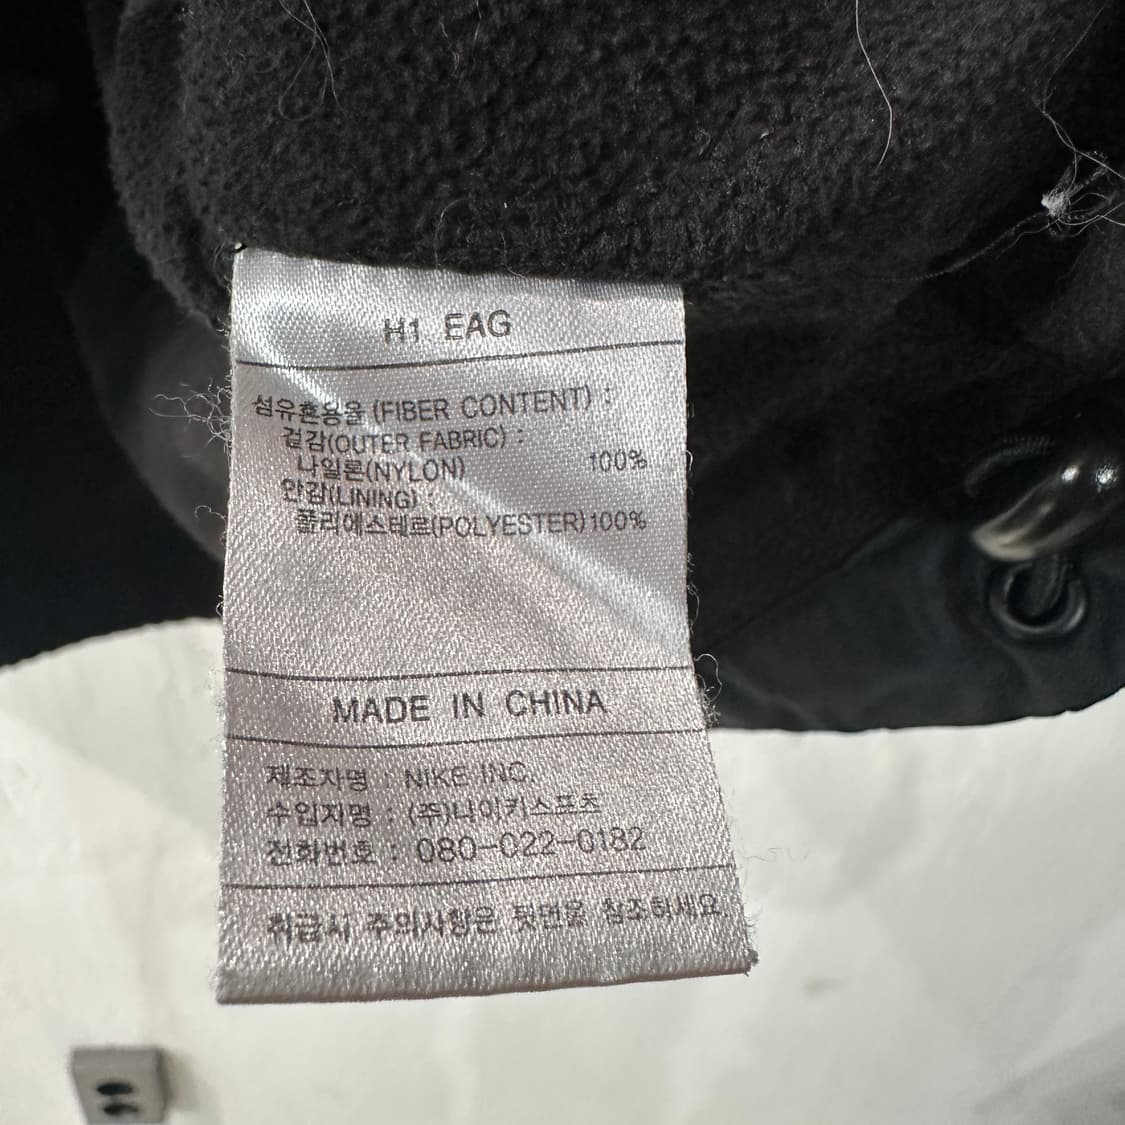 H1 EAG
섬유혼용율 (FIBER CONTENT) :
겉감(OUTER FABRIC) :
나일론(NYLON) 100%
안감(LINING) :
폴리에스테르(POLYESTER) 100%
MADE IN CHINA
제조자명 : NIKE INC.
수입자명 : (주)나이키스포츠
전화번호 : 080-022-0182
취급시 주의사항은 뒷면을 참조하세요.